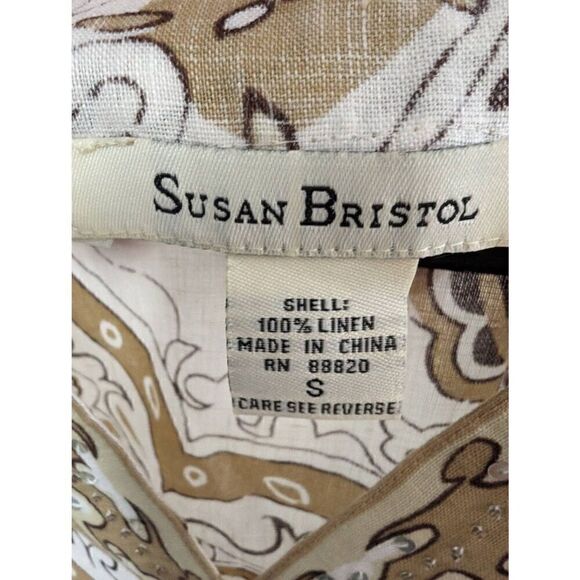 SUSAN BRISTOL
SHELL:
100% LINEN
MADE IN CHINA
RN 88820
S
CARE SEE REVERSE